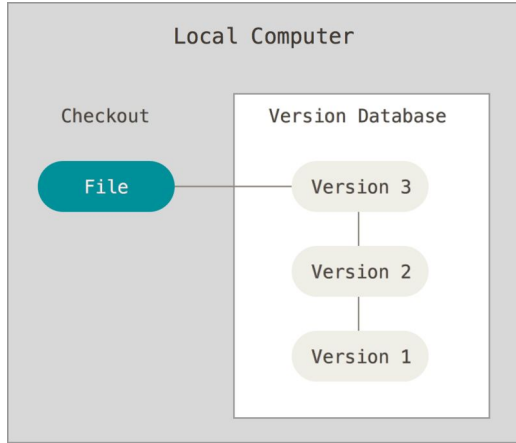 Local Computer
Checkout
Version Database
File
Version 3
Version 2
Version 1